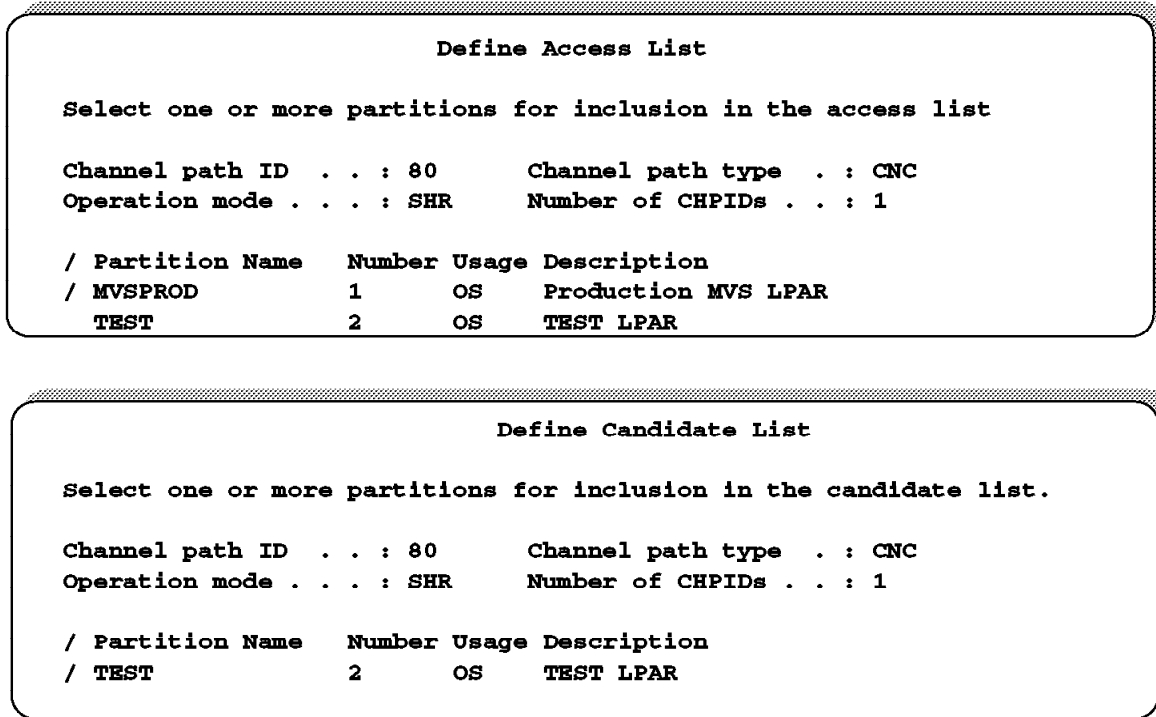 Define Access List
Select one or more partitions for inclusion in the access list
Channel path ID . . : 80 Channel path type . : CNC
Operation mode . . . : SHR Number of CHPIDs . . : 1
/ Partition Name Number Usage Description
/ MVSPROD 1 OS Production MVS LPAR
TEST 2 OS TEST LPAR
Define Candidate List
Select one or more partitions for inclusion in the candidate list.
Channel path ID . . : 80 Channel path type . : CNC
Operation mode . . . : SHR Number of CHPIDs . . : 1
/ Partition Name Number Usage Description
/ TEST 2 OS TEST LPAR